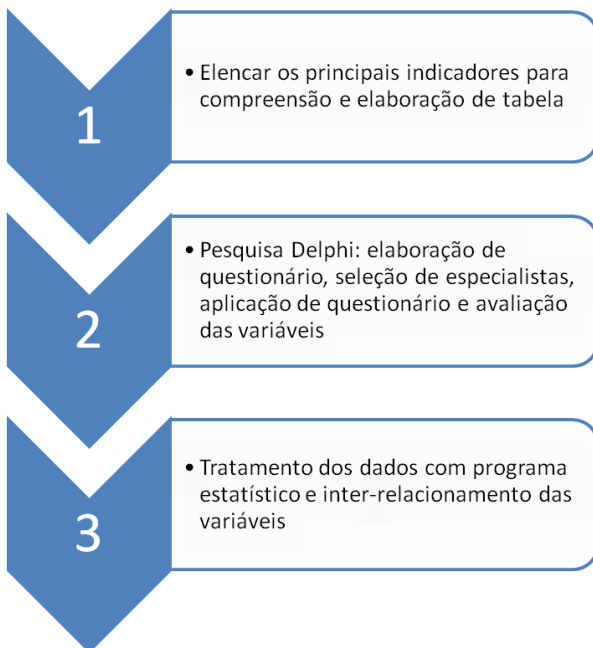 1
• Elencar os principais indicadores para
compreensão e elaboração de tabela
2
• Pesquisa Delphi: elaboração de
questionário, seleção de especialistas,
aplicação de questionário e avaliação
das variáveis
3
• Tratamento dos dados com programa
estatístico e inter-relacionamento das
variáveis